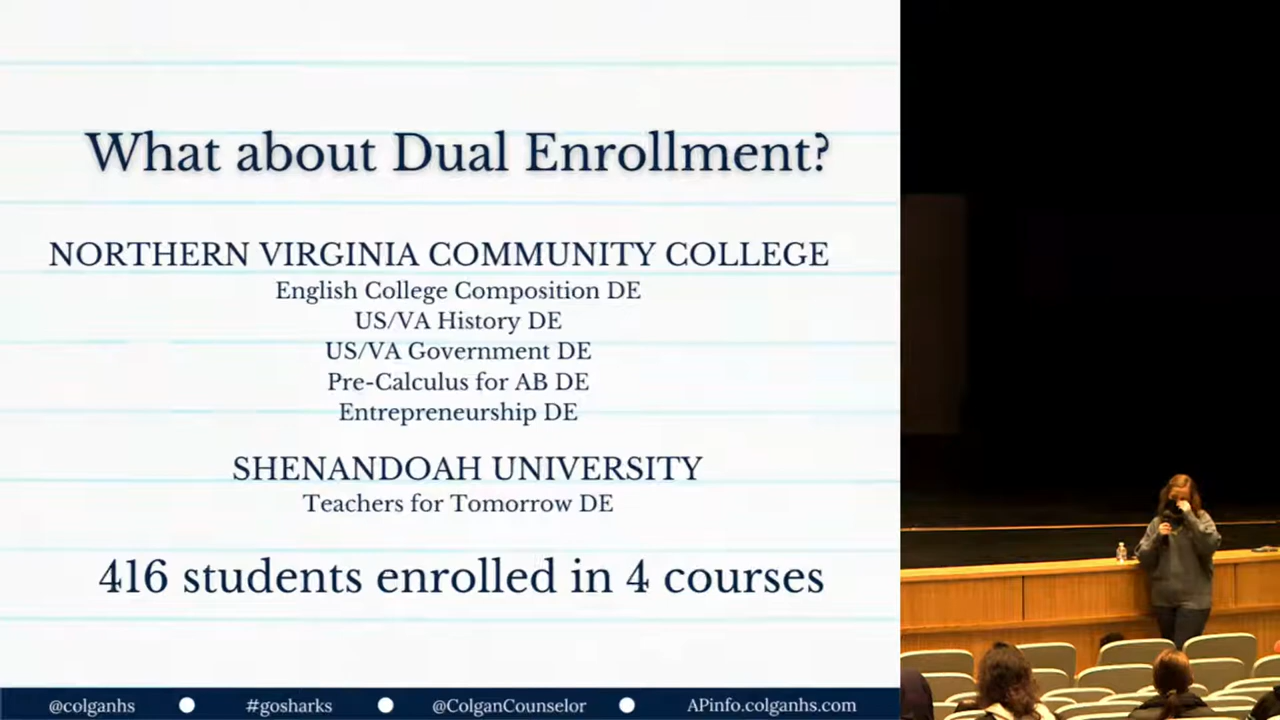 What about Dual Enrollment?
NORTHERN VIRGINIA COMMUNITY COLLEGE
English College Composition DE
US/VA History DE
US/VA Government DE
Pre-Calculus for AB DE
Entrepreneurship DE
SHENANDOAH UNIVERSITY
Teachers for Tomorrow DE
416 students enrolled in 4 courses
@colganhs #gosharks @ColganCounselor APinfo.colganhs.com